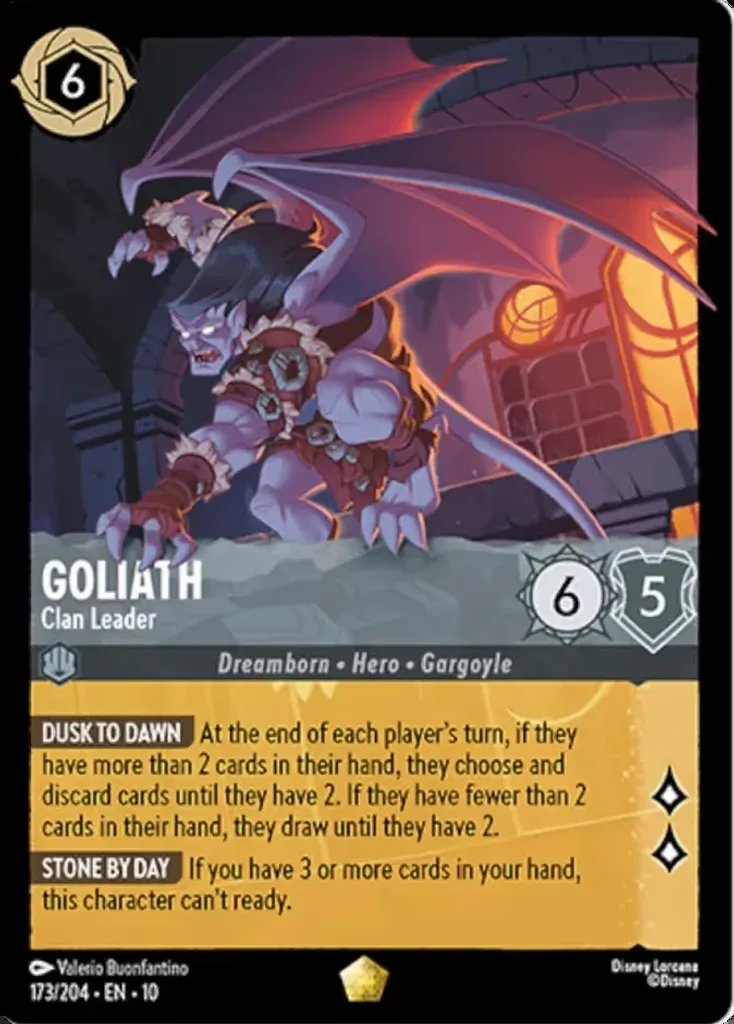 6
GOLIATH
Clan Leader
6
5
Dreamborn • Hero • Gargoyle
DUSK TO DAWN At the end of each player's turn, if they
have more than 2 cards in their hand, they choose and
discard cards until they have 2. If they have fewer than 2
cards in their hand, they draw until they have 2.
STONE BY DAY If you have 3 or more cards in your hand,
this character can't ready.
Valerio Buonfantino
173/204 • EN • 10
Disney Lorcana
©Disney